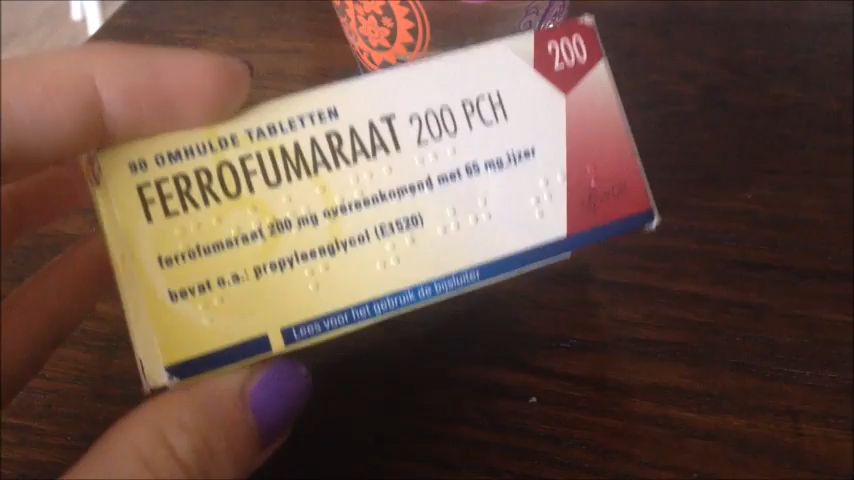 200
90 OMHULDE TABLETTEN
FERROFUMARAAT 200 PCH
ferrofumaraat 200 mg overeenkomend met 65 mg ijzer
bevat o.a.: propyleenglycol (E1520)
Lees voor het gebruik de bijsluiter